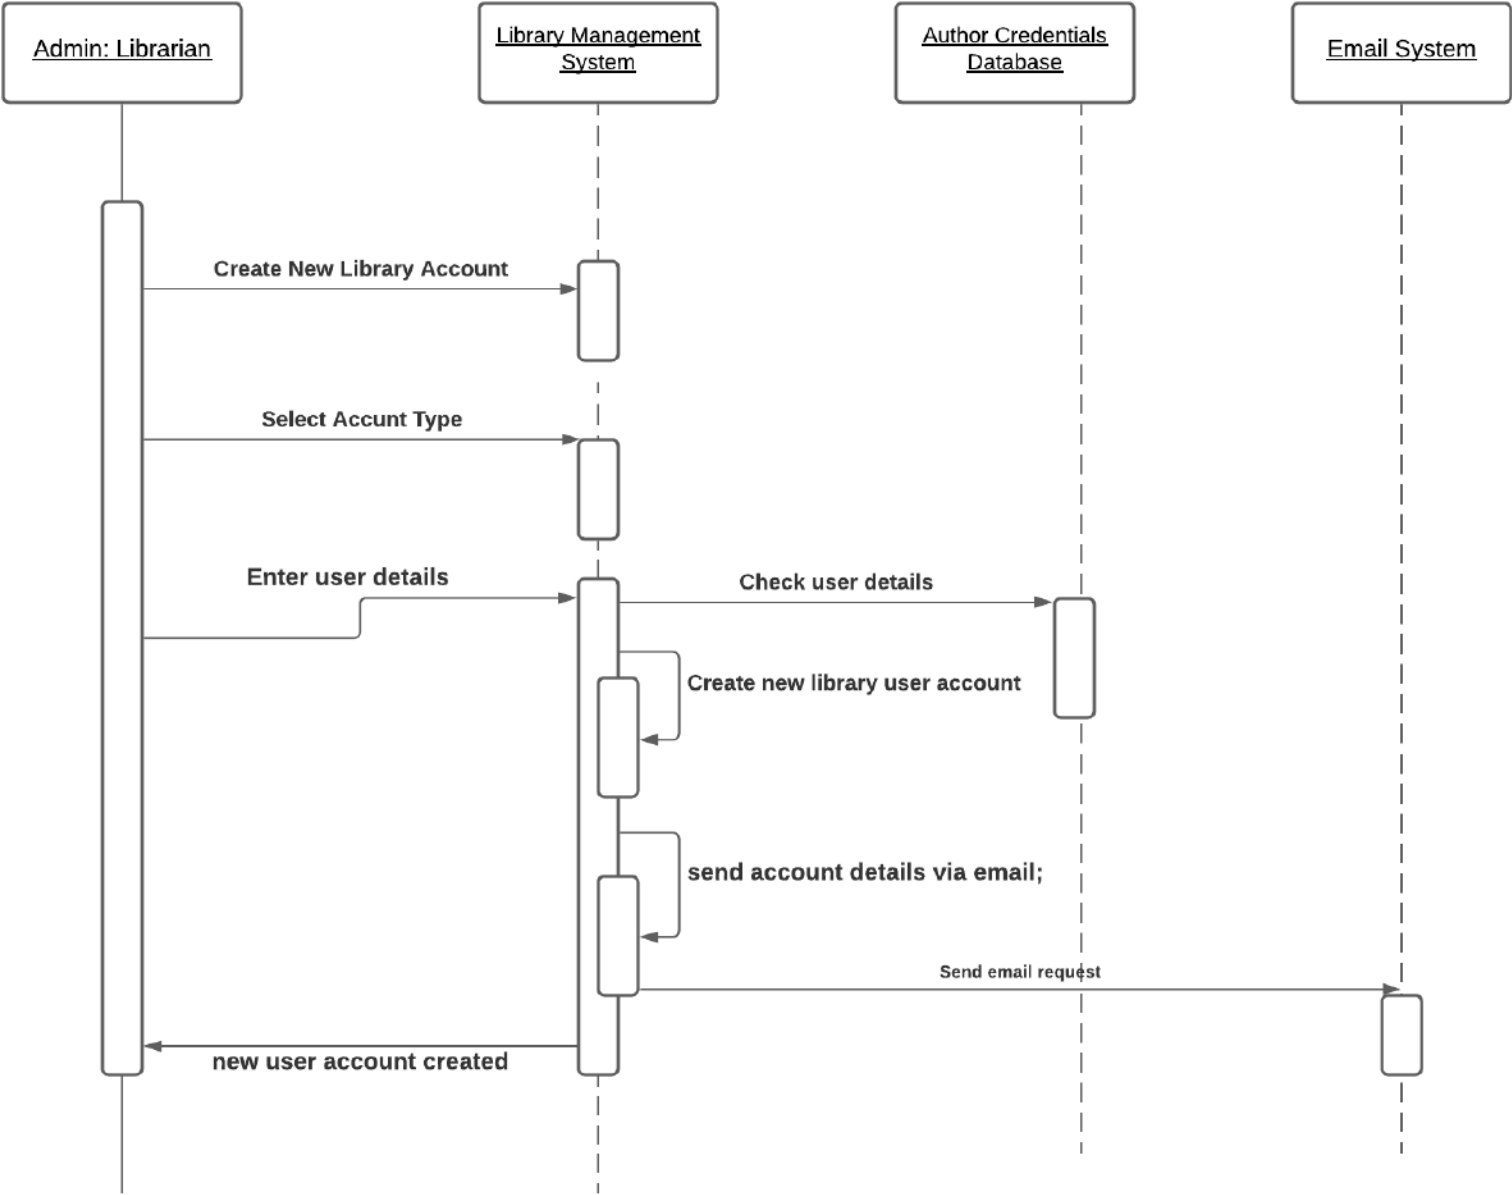 Admin: Librarian
Library Management
System
Author Credentials
Database
Email System
Create New Library Account
Select Accunt Type
Enter user details
Check user details
Create new library user account
send account details via email;
Send email request
new user account created